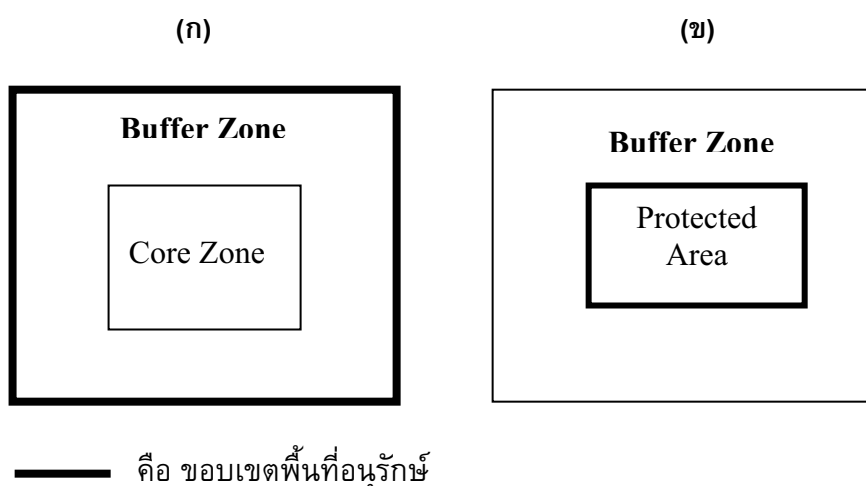 (ก)
(ข)
Buffer Zone
Core Zone
Buffer Zone
Protected
Area
คือ ขอบเขตพื้นที่อนุรักษ์